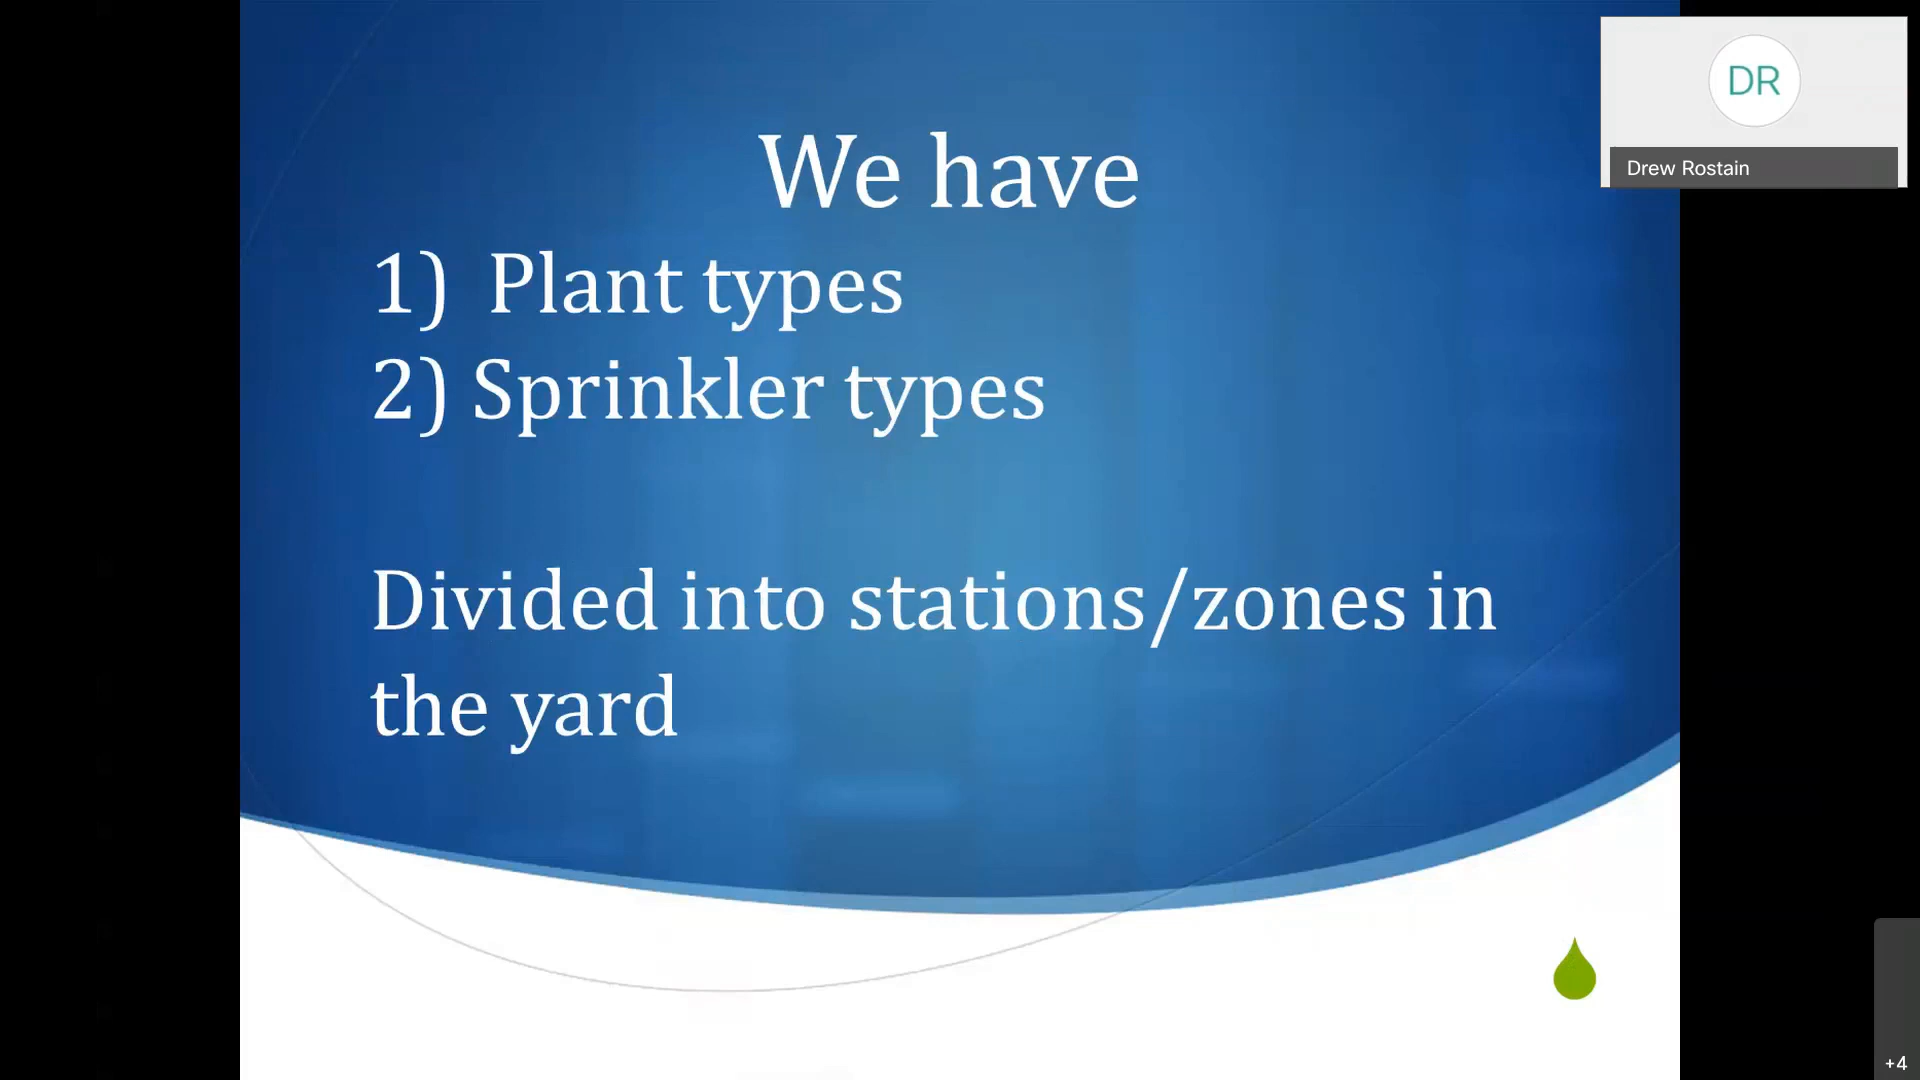 We have
1) Plant types
2) Sprinkler types
Divided into stations/zones in
the yard
DR
Drew Rostain
+4